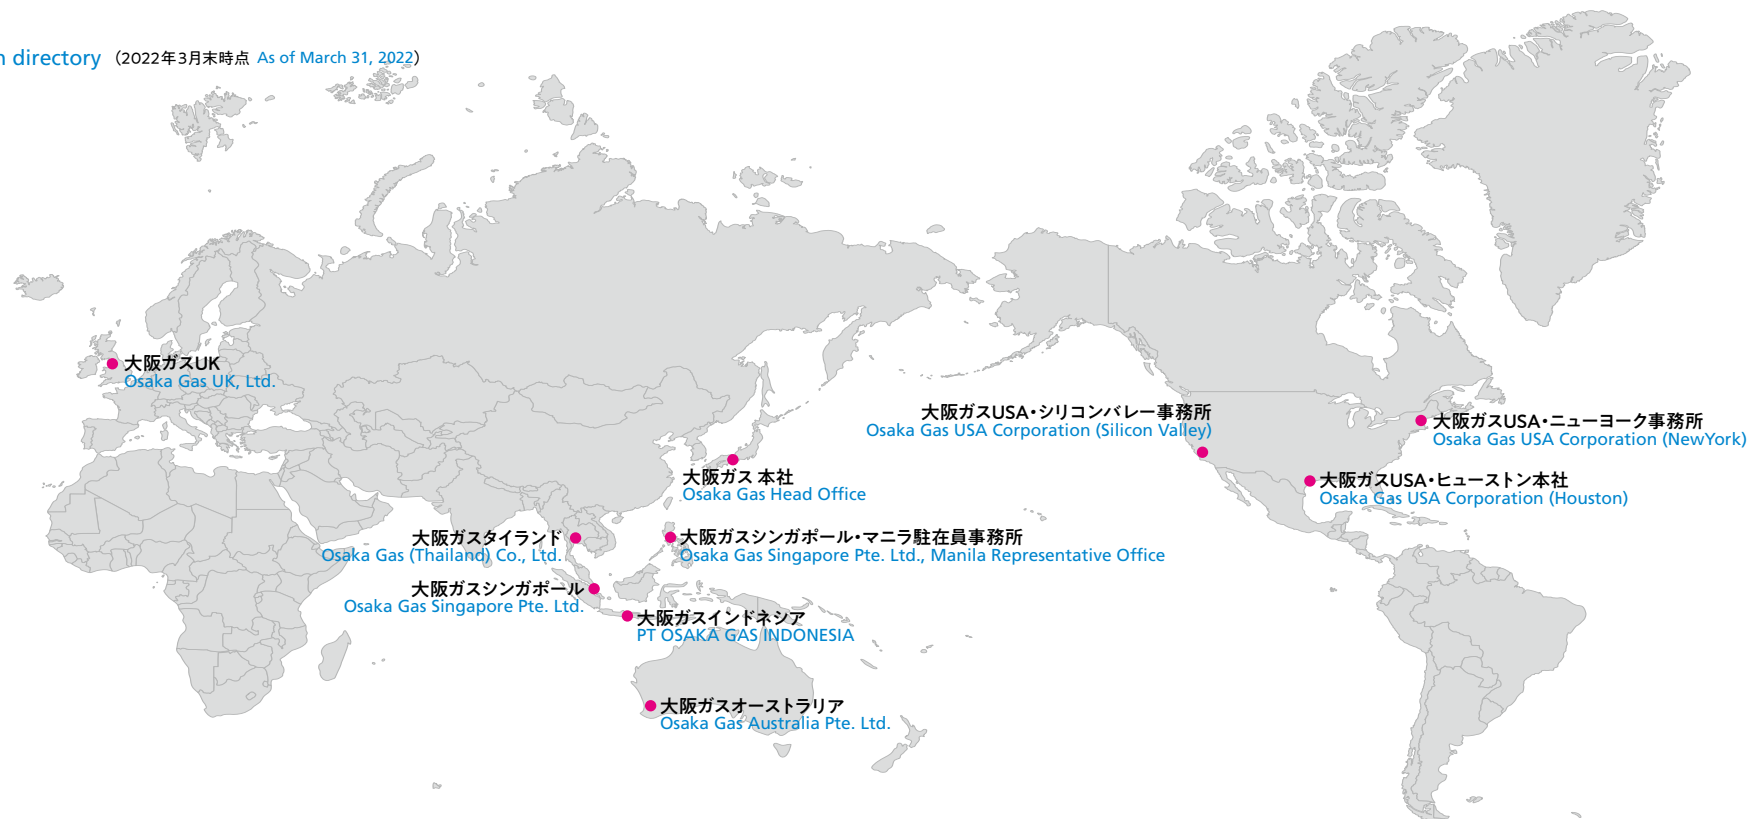 directory （2022年3月末時点 As of March 31, 2022）
大阪ガスUK
Osaka Gas UK, Ltd.
大阪ガスUSA・シリコンバレー事務所
Osaka Gas USA Corporation (Silicon Valley)
大阪ガスUSA・ニューヨーク事務所
Osaka Gas USA Corporation (NewYork)
大阪ガス 本社
Osaka Gas Head Office
大阪ガスUSA・ヒューストン本社
Osaka Gas USA Corporation (Houston)
大阪ガスタイランド
Osaka Gas (Thailand) Co., Ltd.
大阪ガスシンガポール・マニラ駐在員事務所
Osaka Gas Singapore Pte. Ltd., Manila Representative Office
大阪ガスシンガポール
Osaka Gas Singapore Pte. Ltd.
大阪ガスインドネシア
PT OSAKA GAS INDONESIA
大阪ガスオーストラリア
Osaka Gas Australia Pte. Ltd.